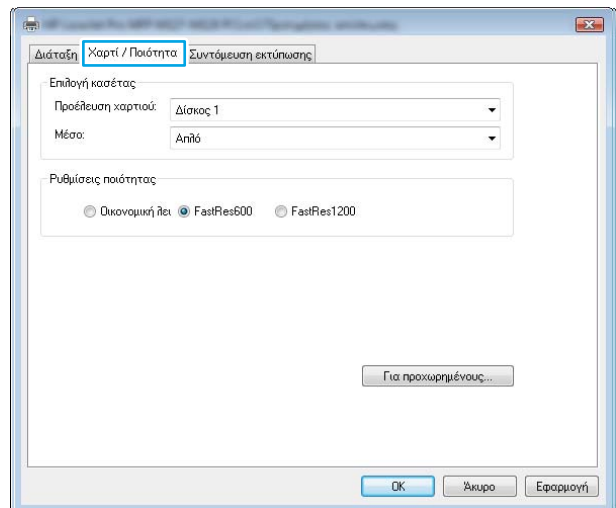 Διάταξη Χαρτί / Ποιότητα Συντόμευση εκτύπωσης
Επιλογή κασέτας
Προέλευση χαρτιού: Δίσκος 1
Μέσο: Απλό
Ρυθμίσεις ποιότητας
Οικονομική λει FastRes600 FastRes1200
Για προχωρημένους...
OK Άκυρο Εφαρμογή